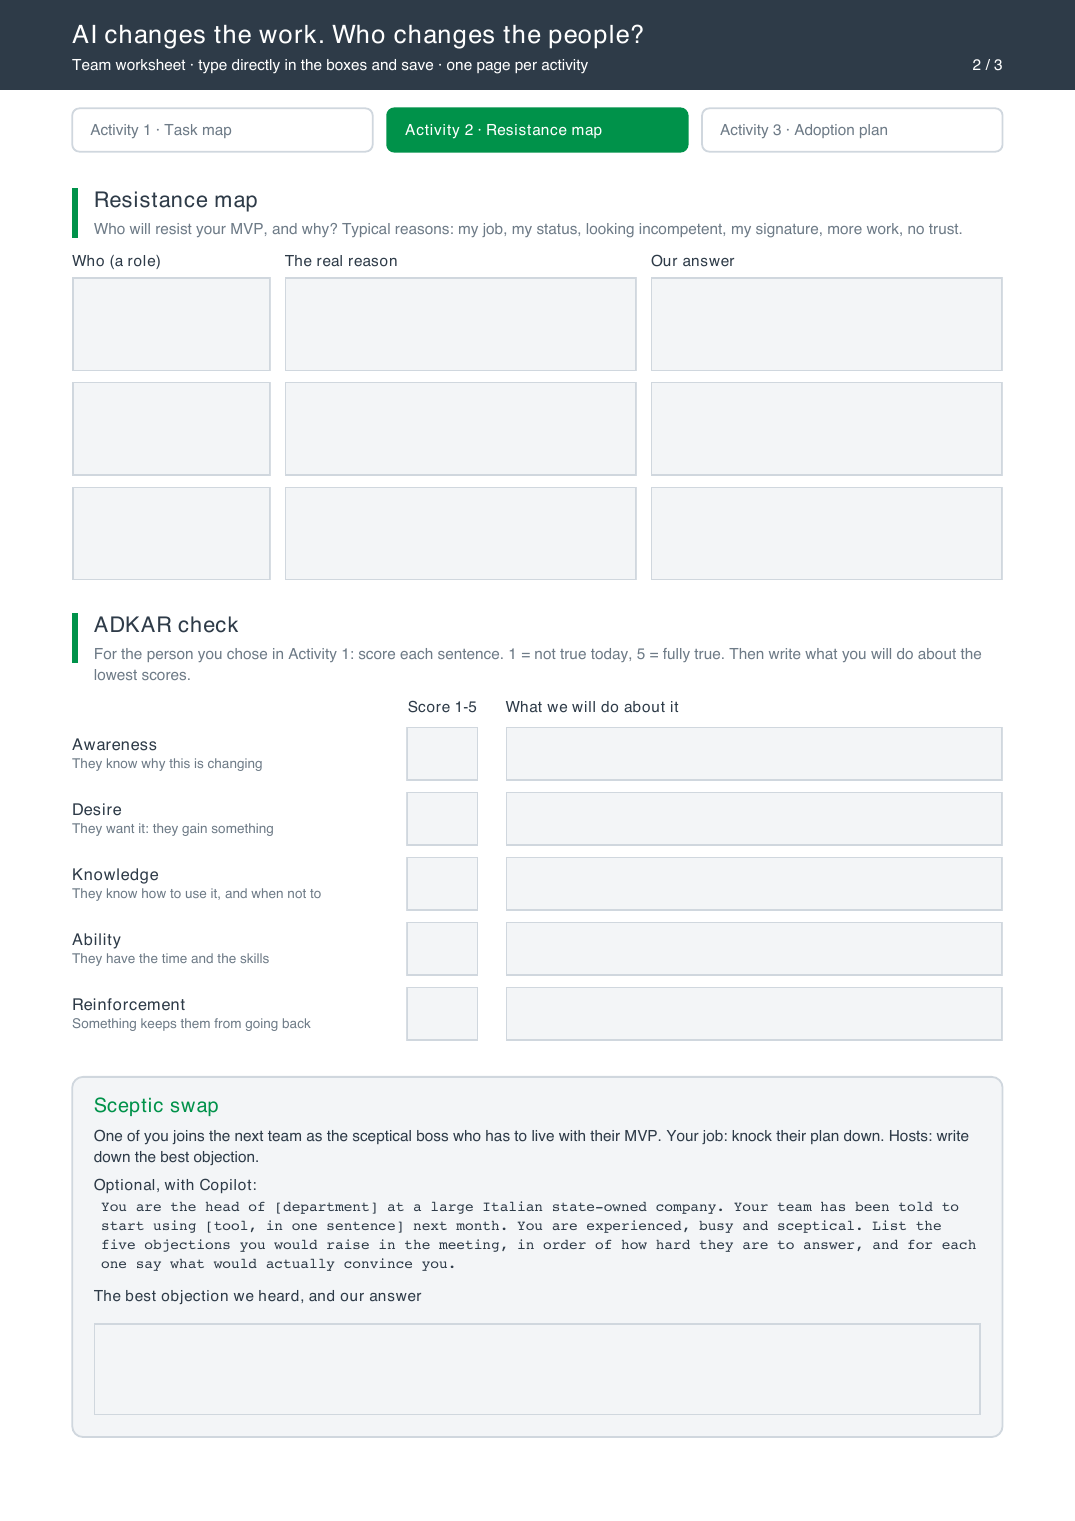 AI changes the work. Who changes the people?
Team worksheet · type directly in the boxes and save · one page per activity
2 / 3
Activity 1 · Task map
Activity 2 · Resistance map
Activity 3 · Adoption plan
Resistance map
Who will resist your MVP, and why? Typical reasons: my job, my status, looking incompetent, my signature, more work, no trust.
Who (a role)
The real reason
Our answer
ADKAR check
For the person you chose in Activity 1: score each sentence. 1 = not true today, 5 = fully true. Then write what you will do about the
lowest scores.
Score 1-5
What we will do about it
Awareness
They know why this is changing
Desire
They want it: they gain something
Knowledge
They know how to use it, and when not to
Ability
They have the time and the skills
Reinforcement
Something keeps them from going back
Sceptic swap
One of you joins the next team as the sceptical boss who has to live with their MVP. Your job: knock their plan down. Hosts: write
down the best objection.
Optional, with Copilot:
You are the head of [department] at a large Italian state-owned company. Your team has been told to
start using [tool, in one sentence] next month. You are experienced, busy and sceptical. List the
five objections you would raise in the meeting, in order of how hard they are to answer, and for each
one say what would actually convince you.
The best objection we heard, and our answer